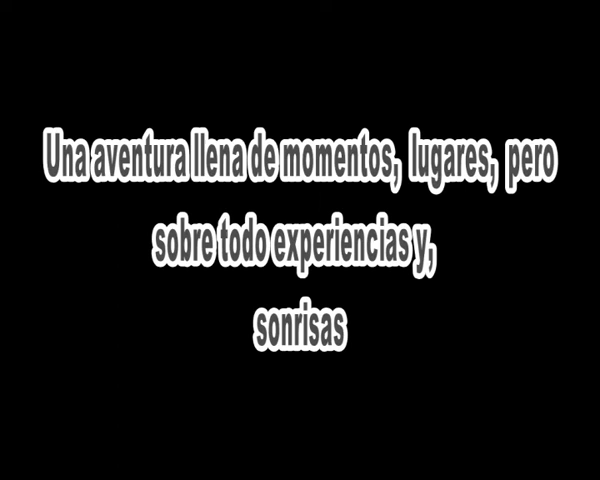 Una aventura llena de momentos, lugares, pero
sobre todo experiencias y,
sonrisas